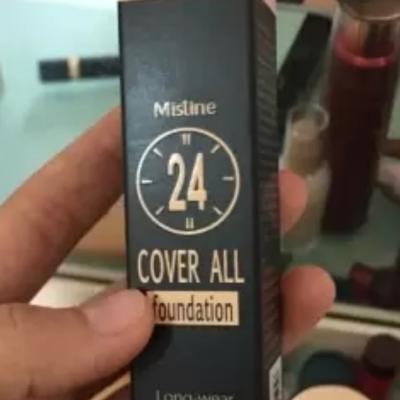 Mistine
24
COVER ALL
foundation
Long-wear